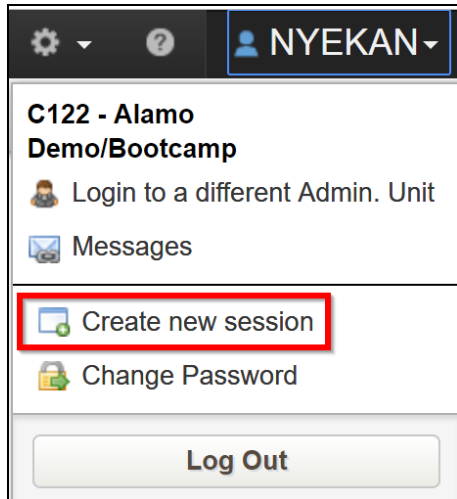 NYEKAN
C122 - Alamo
Demo/Bootcamp
Login to a different Admin. Unit
Messages
Create new session
Change Password
Log Out